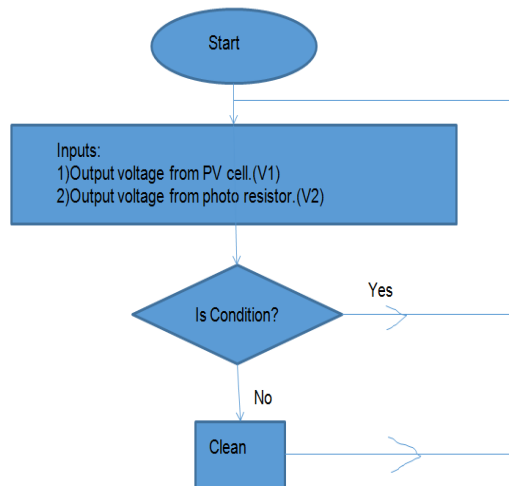 Start
Inputs:
1)Output voltage from PV cell.(V1)
2)Output voltage from photo resistor.(V2)
Is Condition?
Yes
No
Clean